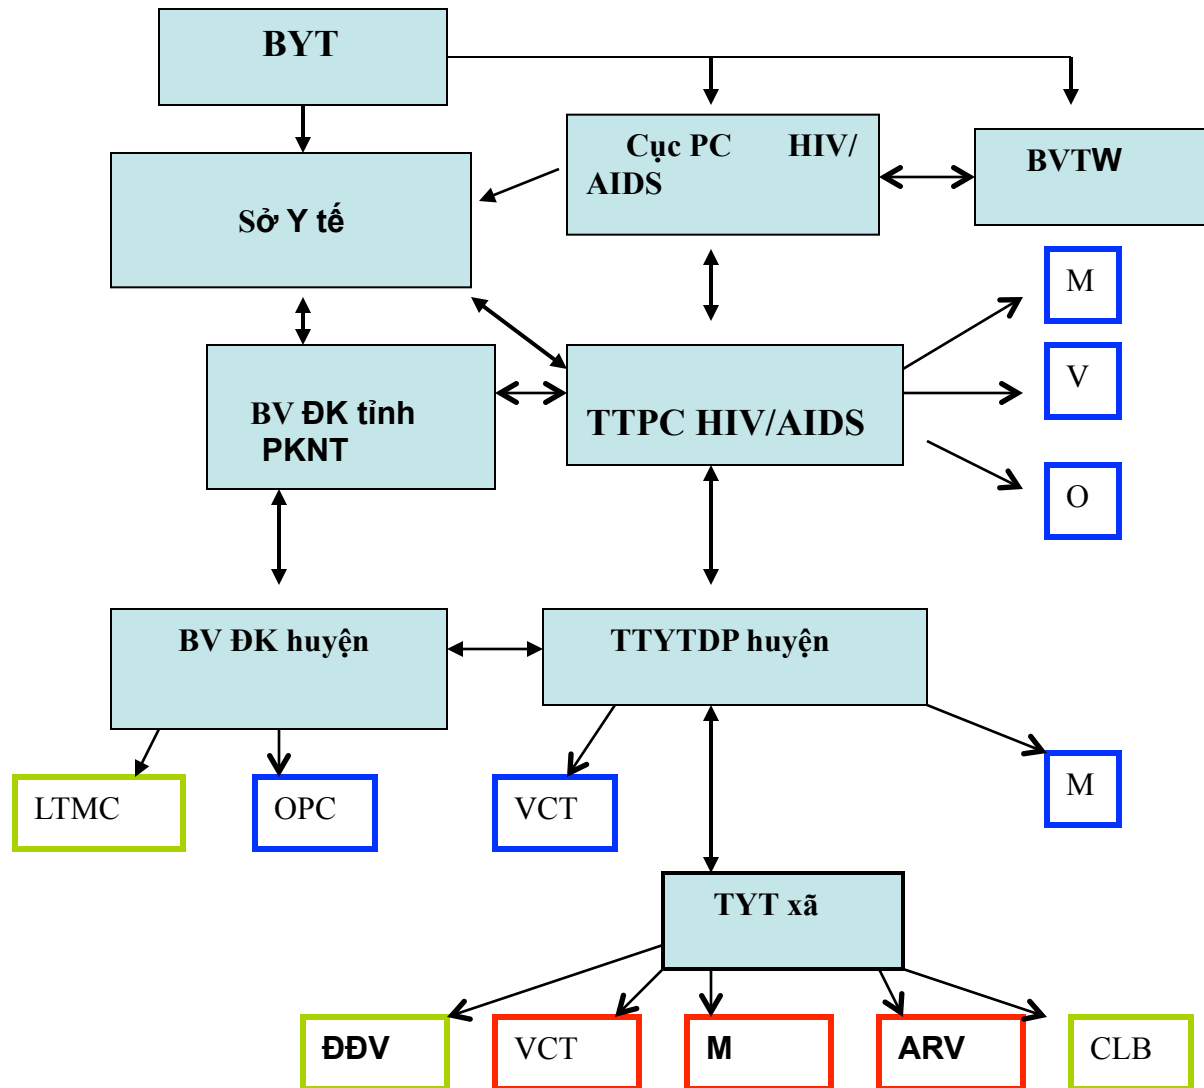 BYT
Cục PC HIV/
AIDS
BVTW
Sở Y tế
M
V
BV ĐK tỉnh
PKNT
TTPC HIV/AIDS
O
BV ĐK huyện
TTYTDP huyện
LTMC
OPC
VCT
M
TYT xã
ĐĐV
VCT
M
ARV
CLB